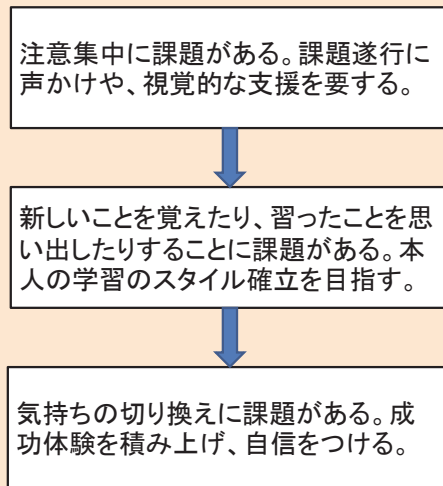 注意集中に課題がある。課題遂行に
声かけや、視覚的な支援を要する。
新しいことを覚えたり、習ったことを思
い出したりすることに課題がある。本
人の学習のスタイル確立を目指す。
気持ちの切り換えに課題がある。成
功体験を積み上げ、自信をつける。